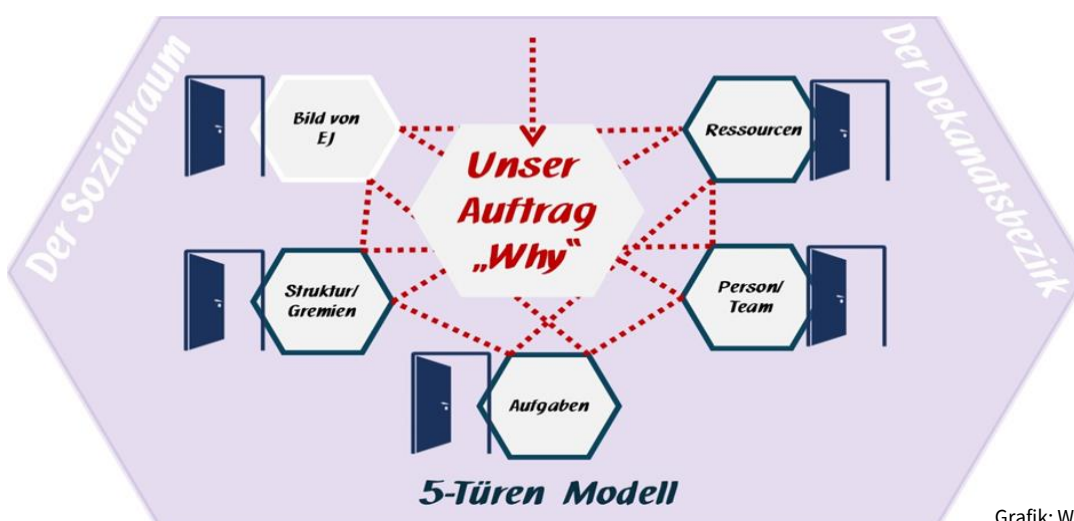 Der Sozialraum
Der Dekanatsbezirk
Bild von
EJ
Ressourcen
Unser
Auftrag
„Why“
Struktur/
Gremien
Person/
Team
Aufgaben
5-Türen Modell
Grafik: W